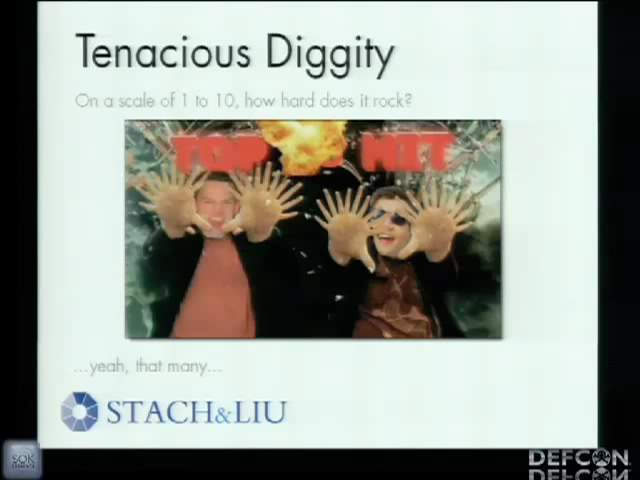 Tenacious Diggity
On a scale of 1 to 10, how hard does it rock?
TOP HIT
...yeah, that many...
STACH&LIU
SOK
DEFCON